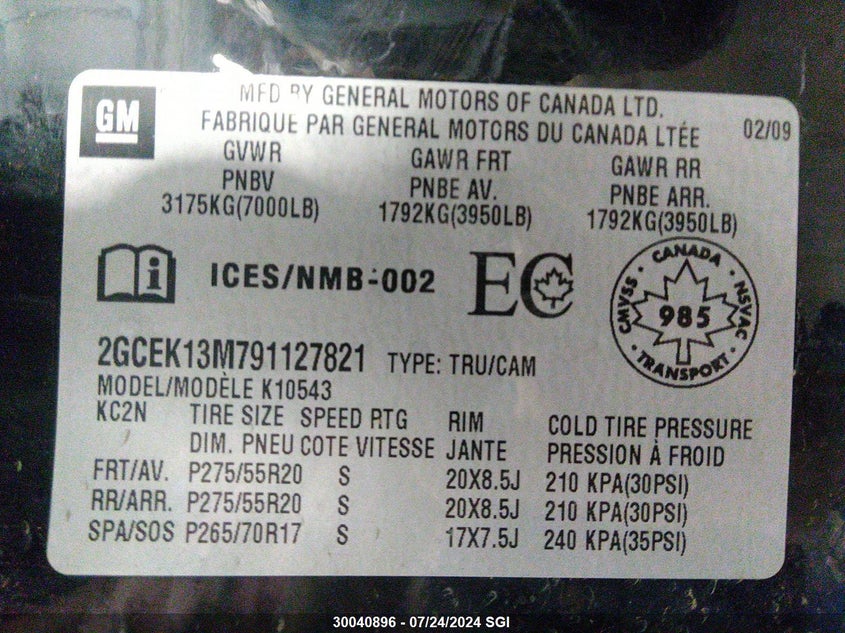 GM
MFD BY GENERAL MOTORS OF CANADA LTD.
FABRIQUE PAR GENERAL MOTORS DU CANADA LTÉE
02/09
GVWR GAWR FRT GAWR RR
PNBV PNBE AV. PNBE ARR.
3175KG(7000LB) 1792KG(3950LB) 1792KG(3950LB)
i ICES/NMB-002 EC
CANADA
CMVSS 985 NSVAC
TRANSPORT
2GCEK13M791127821 TYPE: TRU/CAM
MODEL/MODÈLE K10543
KC2N TIRE SIZE SPEED RTG RIM COLD TIRE PRESSURE
DIM. PNEU COTE VITESSE JANTE PRESSION À FROID
FRT/AV. P275/55R20 S 20X8.5J 210 KPA(30PSI)
RR/ARR. P275/55R20 S 20X8.5J 210 KPA(30PSI)
SPA/SOS P265/70R17 S 17X7.5J 240 KPA(35PSI)
30040896 - 07/24/2024 SGI